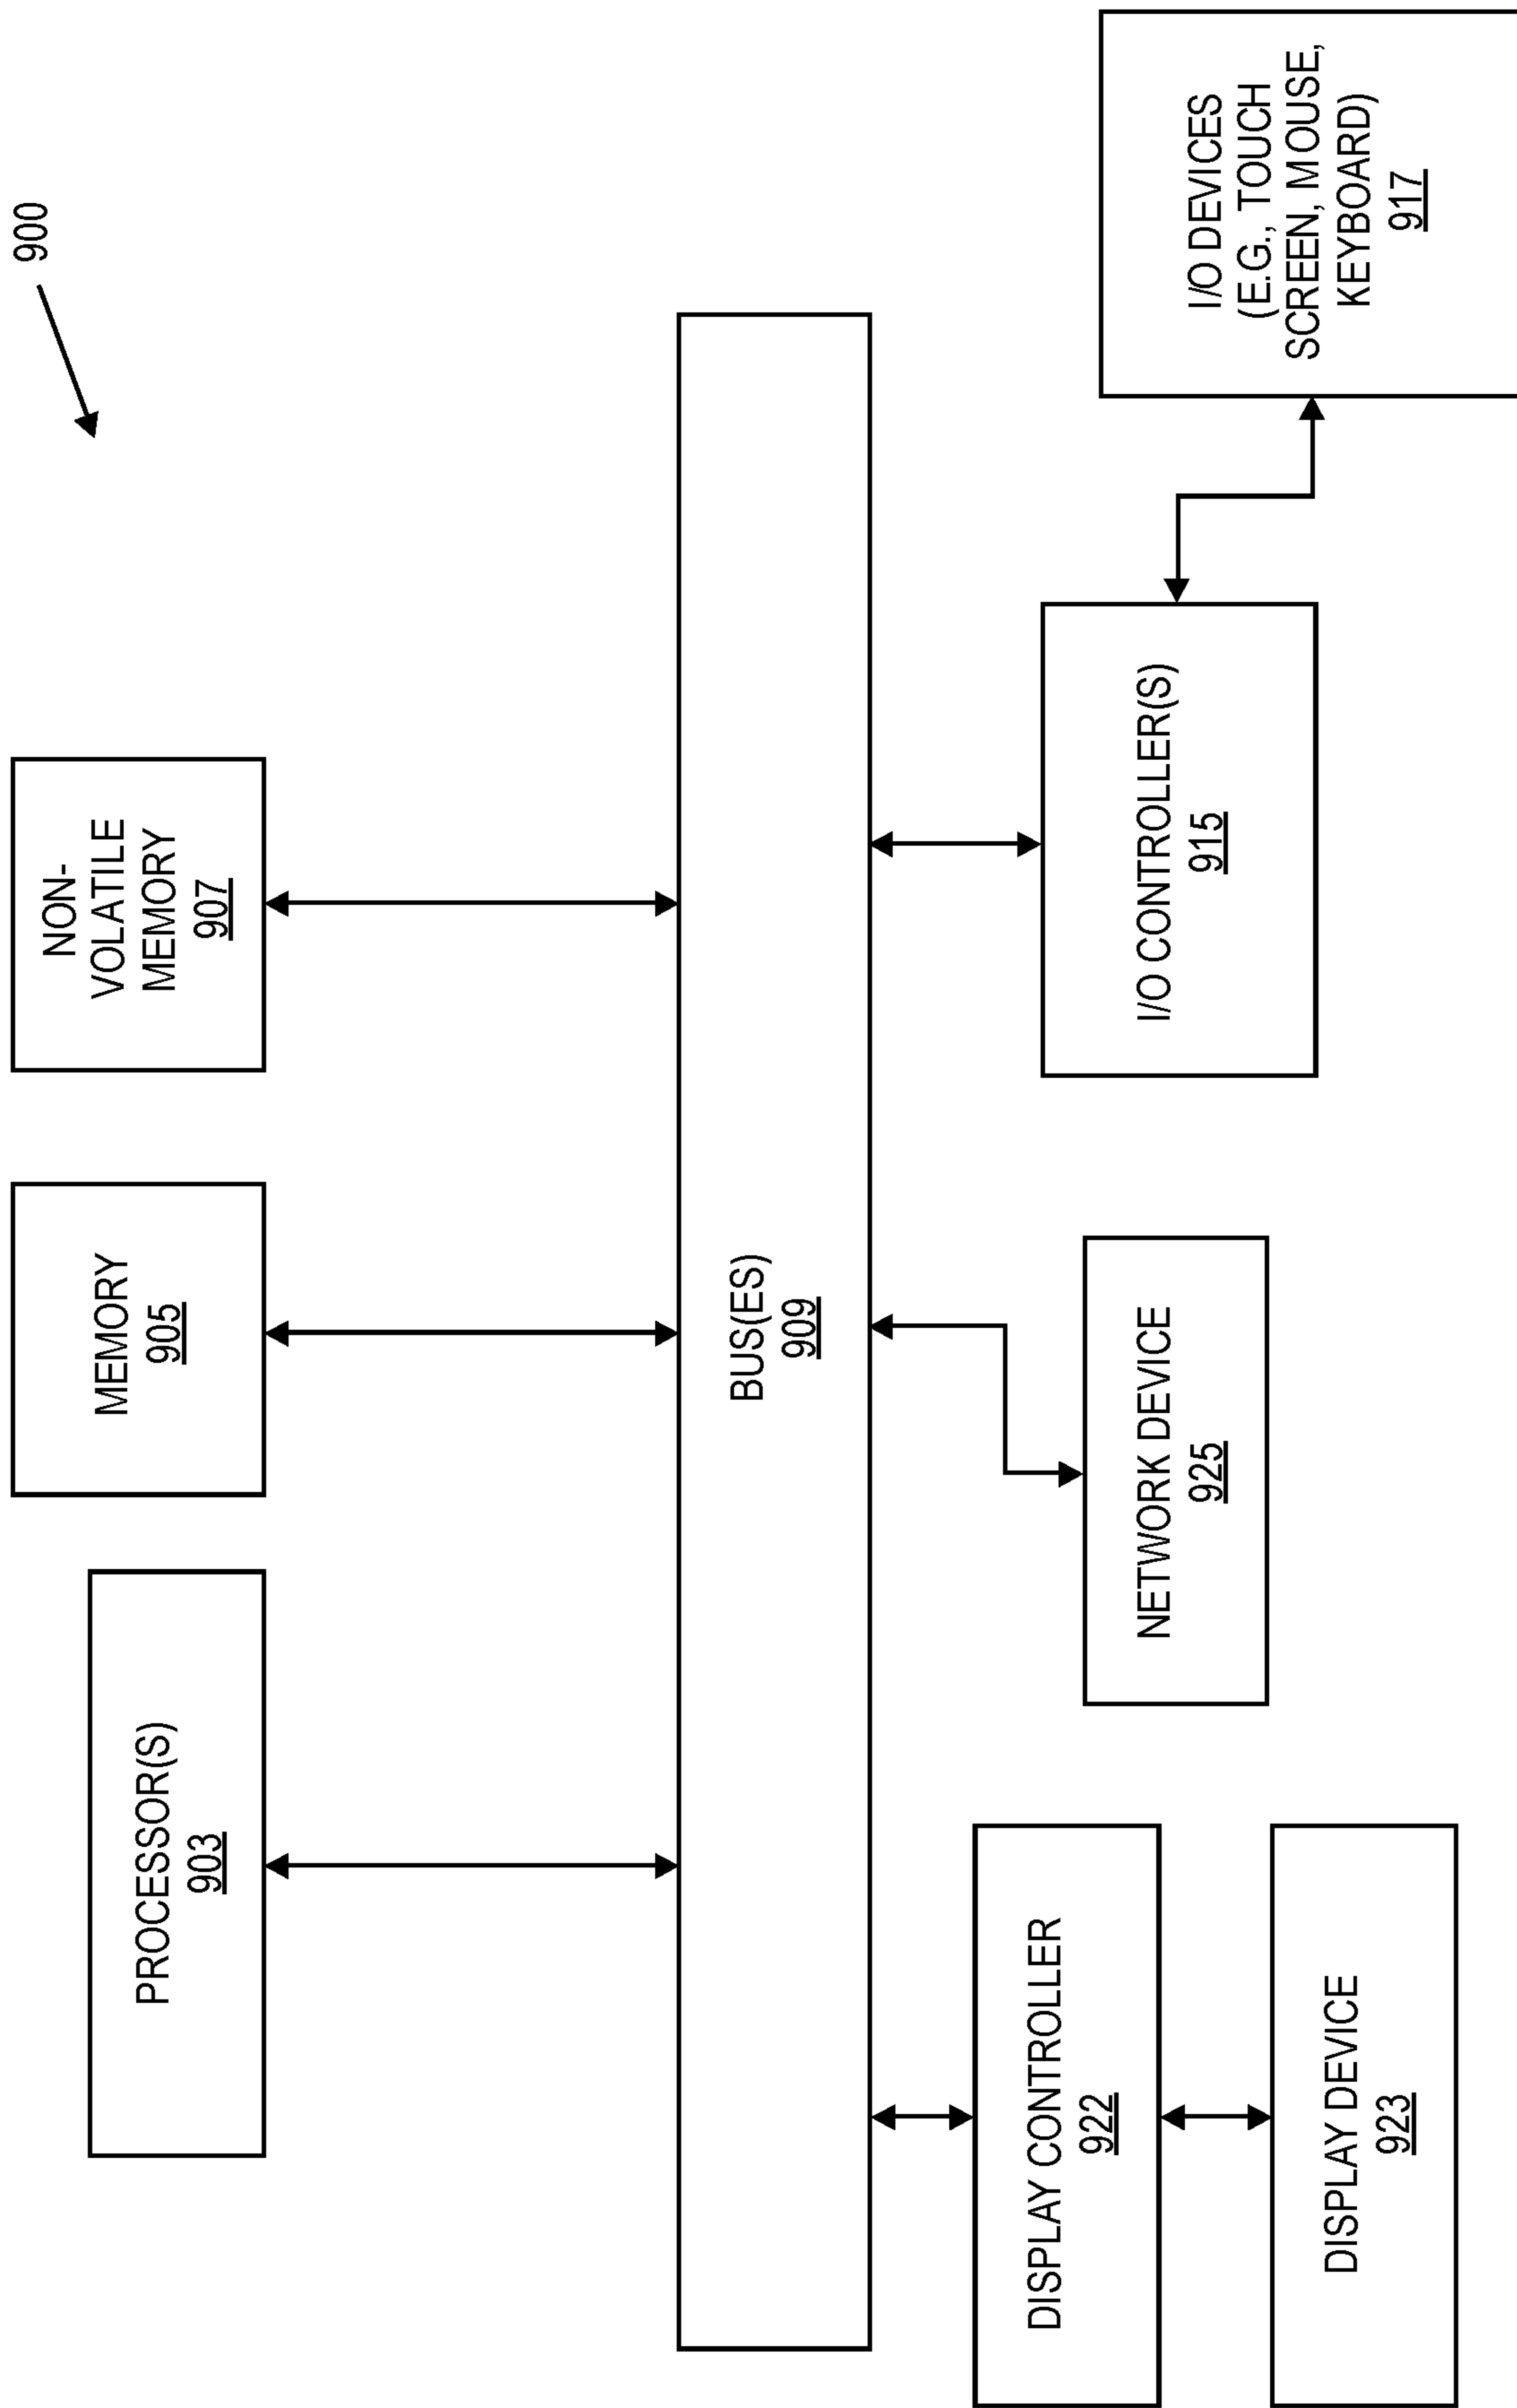 900
PROCESSOR(S)
903
MEMORY
905
NON-
VOLATILE
MEMORY
907
BUS(ES)
909
DISPLAY CONTROLLER
922
DISPLAY DEVICE
923
NETWORK DEVICE
925
I/O CONTROLLER(S)
915
I/O DEVICES
(E.G., TOUCH
SCREEN, MOUSE,
KEYBOARD)
917